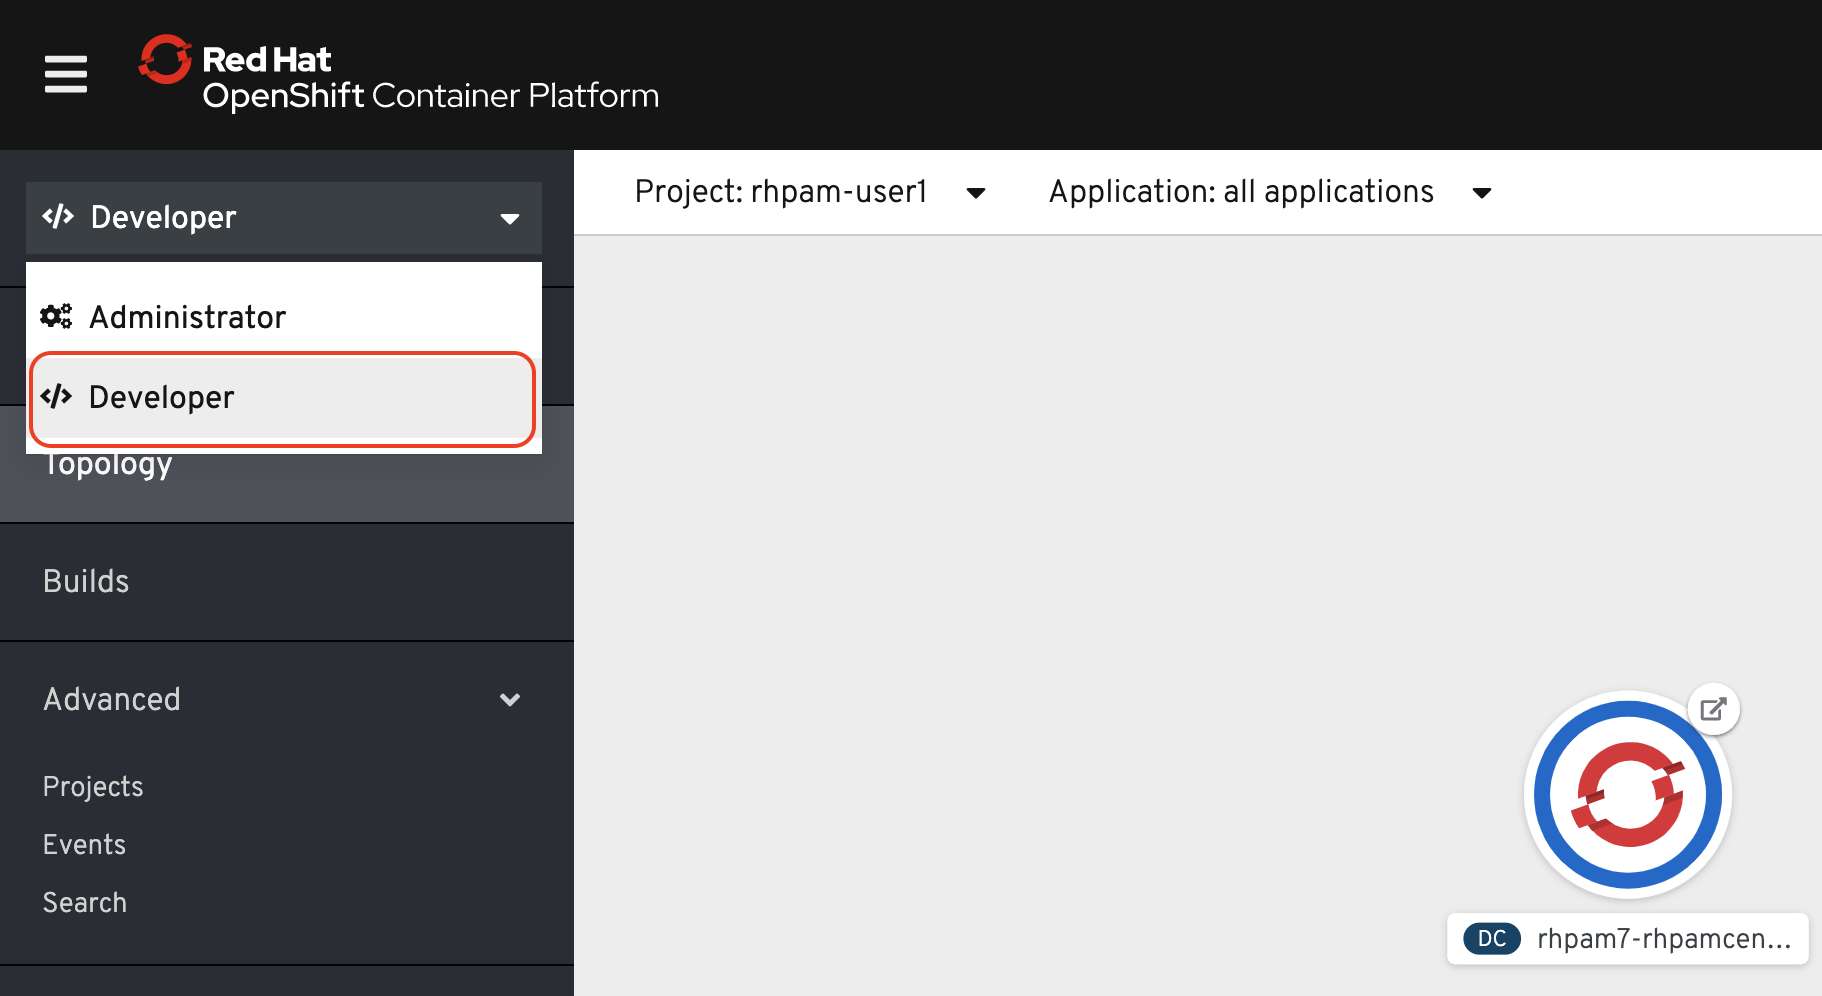 Red Hat
OpenShift Container Platform
</> Developer
Administrator
</> Developer
Topology
Builds
Advanced
Projects
Events
Search
Project: rhpam-user1
Application: all applications
DC rhpam7-rhpamcen...